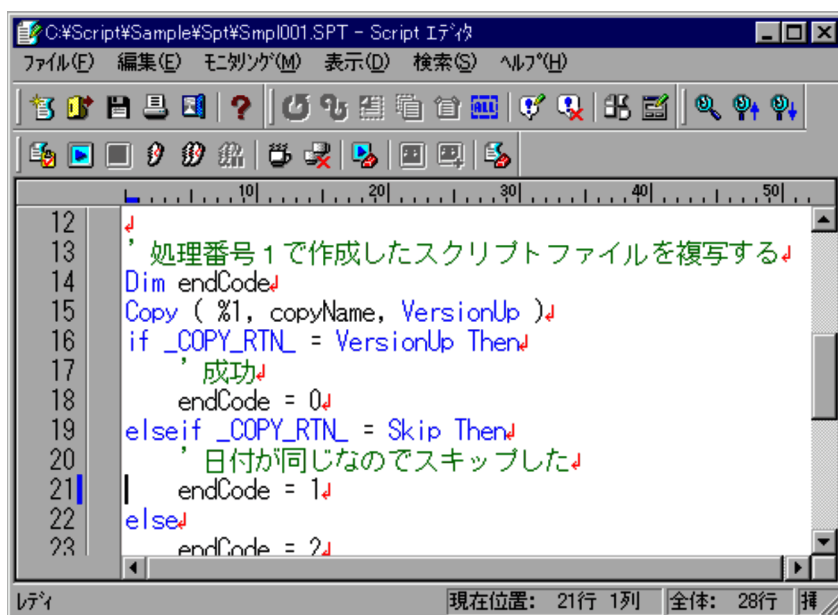 C:¥Script¥Sample¥Spt¥Smpl001.SPT - Script ｴﾃﾞｨﾀ
ﾌｧｲﾙ(F) 編集(E) ﾓﾆﾀﾘﾝｸﾞ(M) 表示(D) 検索(S) ﾍﾙﾌﾟ(H)
ALL
10 20 30 40 50
12
13 ' 処理番号１で作成したスクリプトファイルを複写する
14 Dim endCode
15 Copy ( %1, copyName, VersionUp )
16 if _COPY_RTN_ = VersionUp Then
17 ' 成功
18 endCode = 0
19 elseif _COPY_RTN_ = Skip Then
20 ' 日付が同じなのでスキップした
21 endCode = 1
22 else
23 endCode = 2
ﾚﾃﾞｨ 現在位置: 21行 1列 全体: 28行 挿